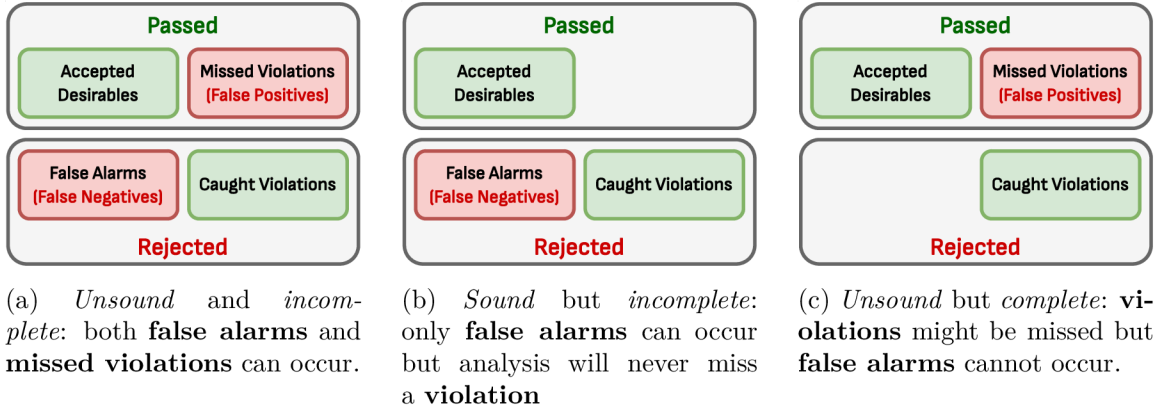 Passed
Accepted
Desirables
Missed Violations
(False Positives)
False Alarms
(False Negatives)
Caught Violations
Rejected
(a) Unsound and incom-
plete: both false alarms and
missed violations can occur.
Passed
Accepted
Desirables
False Alarms
(False Negatives)
Caught Violations
Rejected
(b) Sound but incomplete:
only false alarms can occur
but analysis will never miss
a violation
Passed
Accepted
Desirables
Missed Violations
(False Positives)
Caught Violations
Rejected
(c) Unsound but complete: vi-
olations might be missed but
false alarms cannot occur.